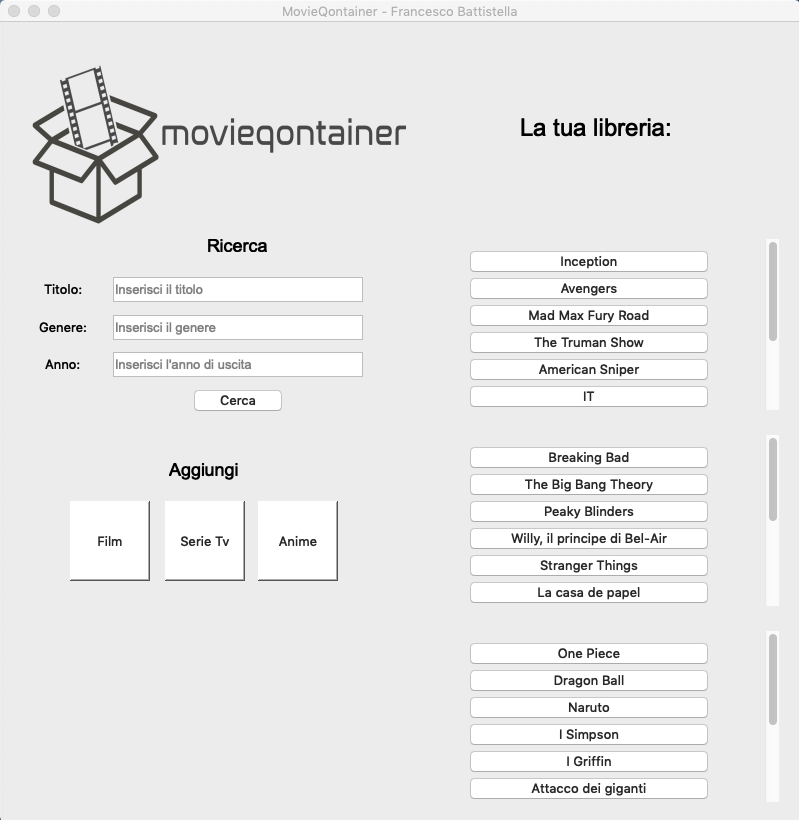 MovieQontainer - Francesco Battistella
movieqontainer
La tua libreria:
Ricerca
Titolo: Inserisci il titolo
Genere: Inserisci il genere
Anno: Inserisci l'anno di uscita
Cerca
Aggiungi
Film Serie Tv Anime
Inception
Avengers
Mad Max Fury Road
The Truman Show
American Sniper
IT
Breaking Bad
The Big Bang Theory
Peaky Blinders
Willy, il principe di Bel-Air
Stranger Things
La casa de papel
One Piece
Dragon Ball
Naruto
I Simpson
I Griffin
Attacco dei giganti